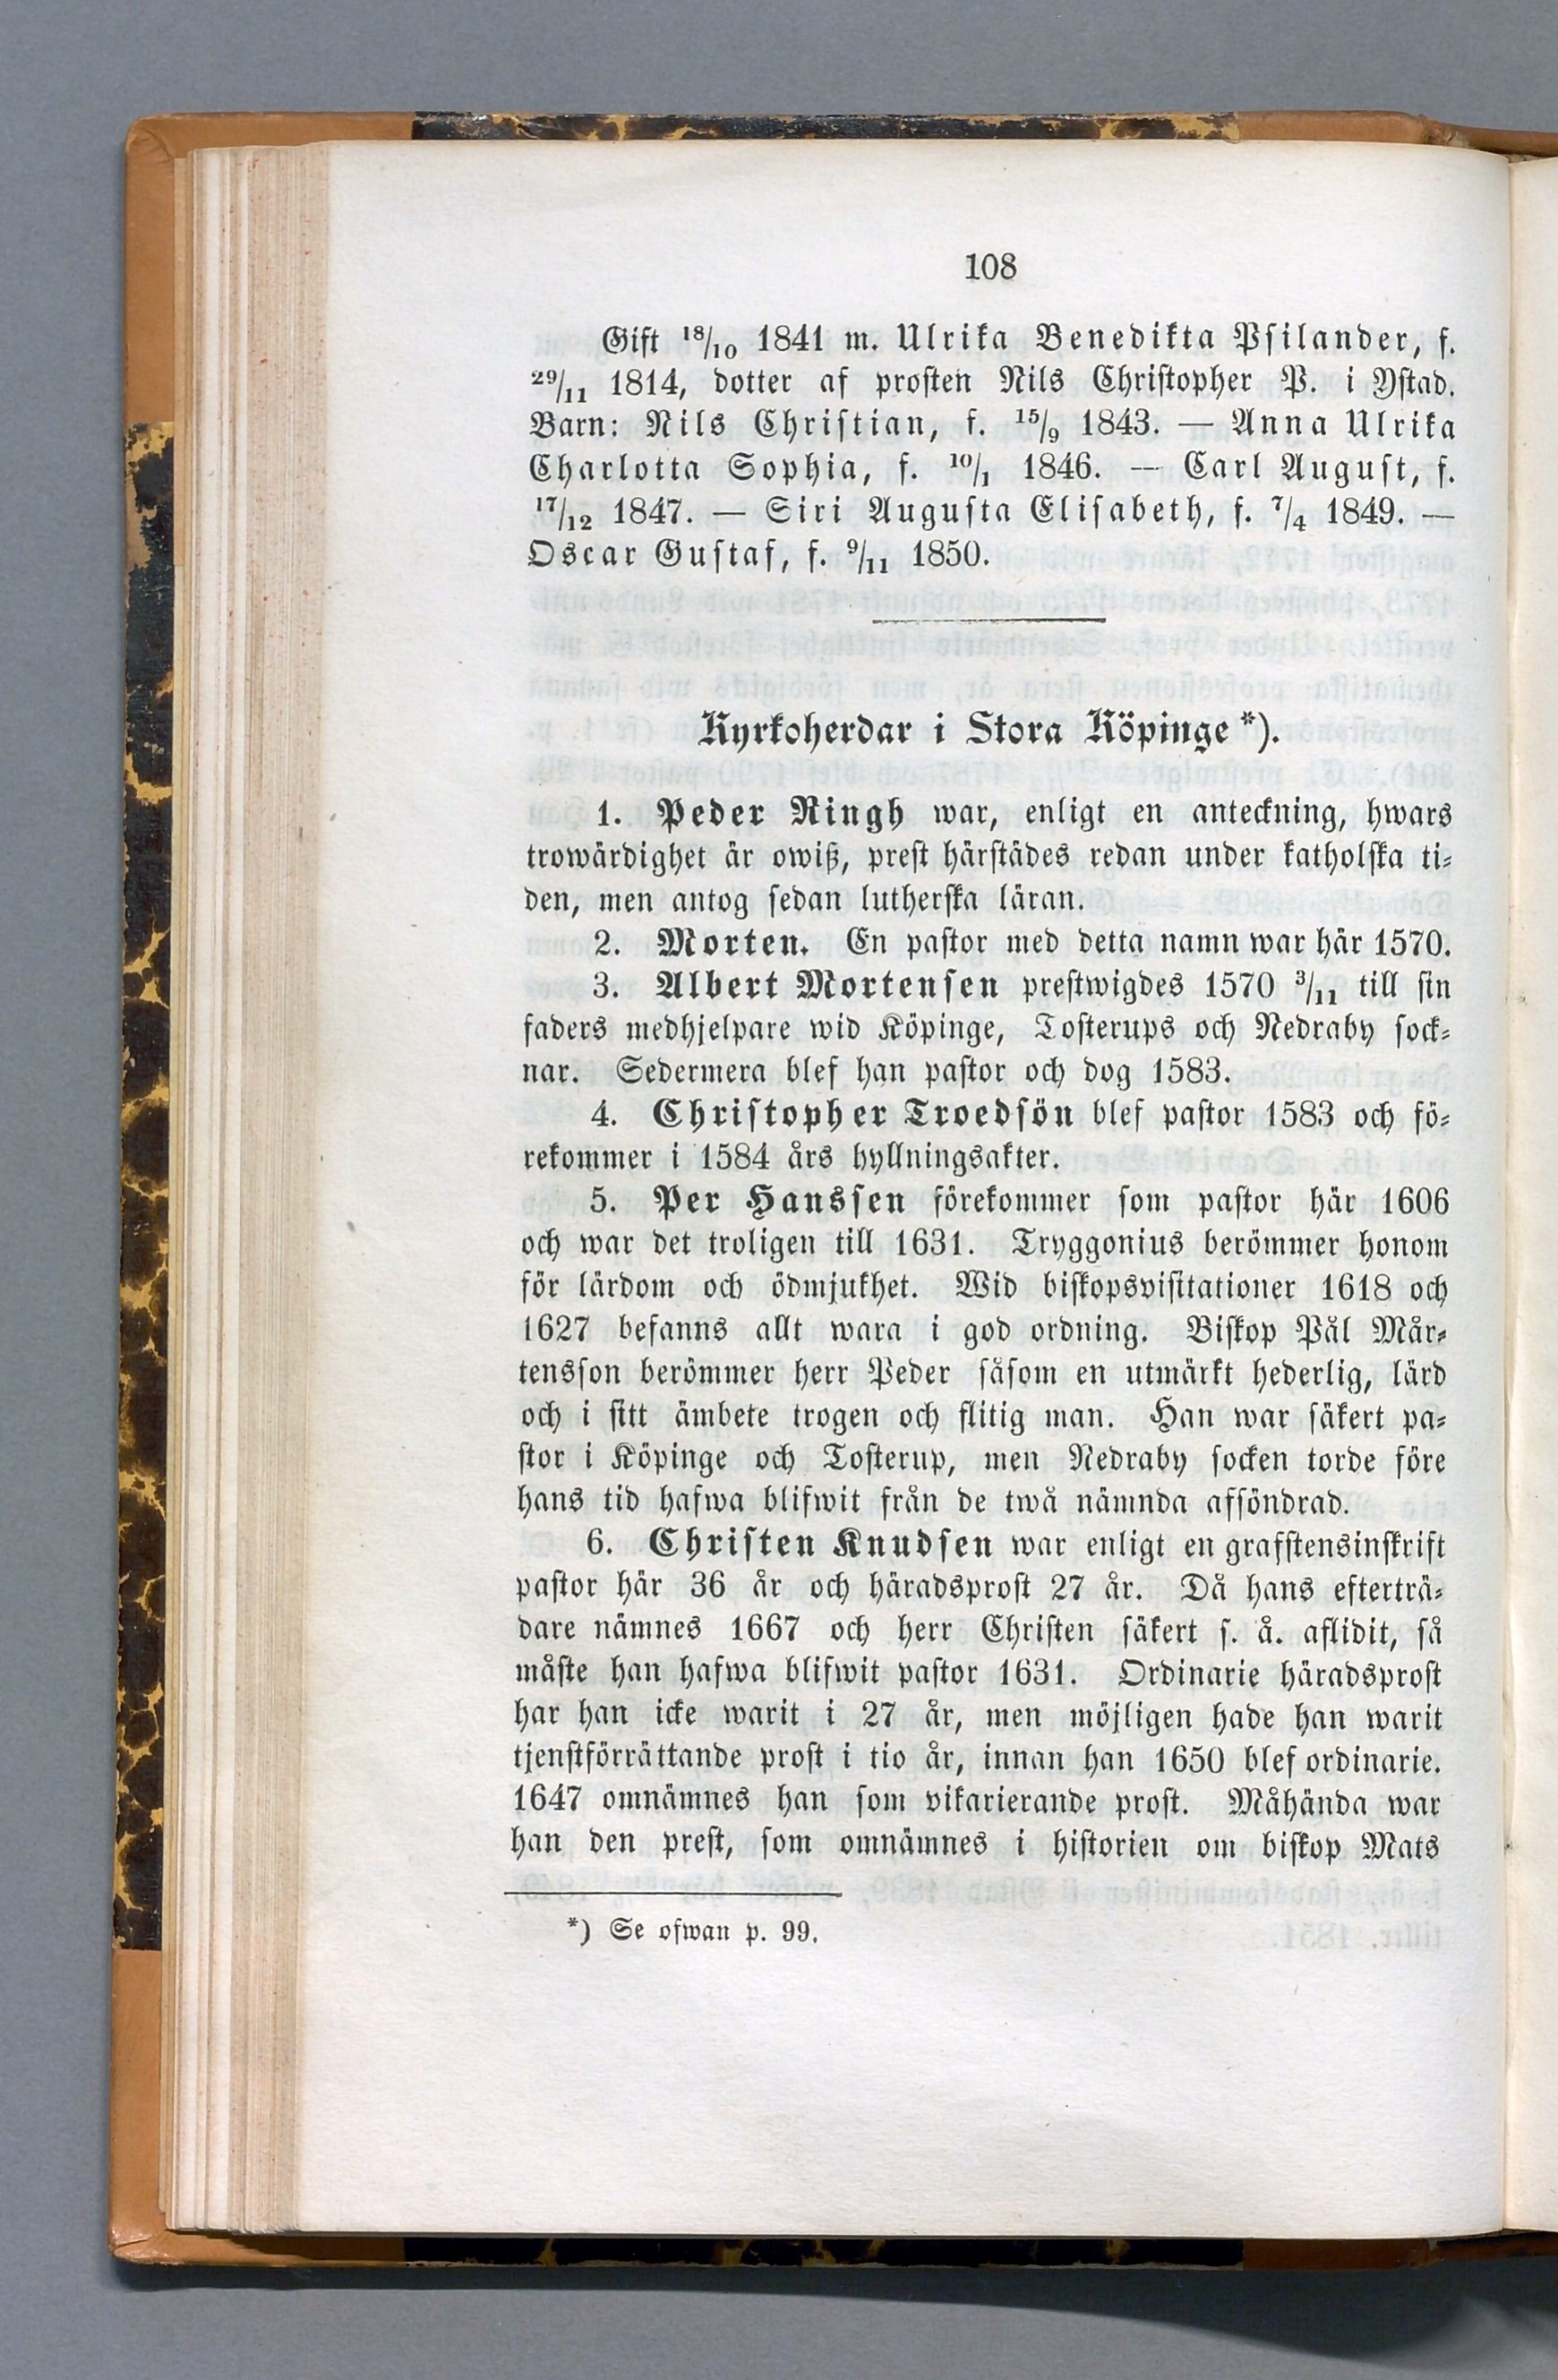 108
Gift 18/10 1841 m. Ulrika Benedikta Psilander, f.
29/11 1814, dotter af prosten Nils Christopher P. i Ystad.
Barn: Nils Christian, f. 15/9 1843. — Anna Ulrika
Charlotta Sophia, f. 10/1 1846. — Carl August, f.
17/12 1847. — Siri Augusta Elisabeth, f. 7/4 1849. —
Oscar Gustaf, f. 9/11 1850.
Kyrkoherdar i Stora Köpinge *).
1. Peder Ringh war, enligt en anteckning, hwars
trowärdighet är owiß, prest härstädes redan under katholska ti-
den, men antog sedan lutherska läran.
2. Morten. En pastor med detta namn war här 1570.
3. Albert Mortensen prestwigdes 1570 3/11 till sin
faders medhjelpare wid Köpinge, Tosterups och Nedraby sock-
nar. Sedermera blef han pastor och dog 1583.
4. Christopher Troedsön blef pastor 1583 och fö-
rekommer i 1584 års hyllningsakter.
5. Per Hanssen förekommer som pastor här 1606
och war det troligen till 1631. Tryggonius berömmer honom
för lärdom och ödmjukhet. Wid biskopsvisitationer 1618 och
1627 befanns allt wara i god ordning. Biskop Pål Mår-
tensson berömmer herr Peder såsom en utmärkt hederlig, lärd
och i sitt ämbete trogen och flitig man. Han war säkert pa-
stor i Köpinge och Tosterup, men Nedraby socken torde före
hans tid hafwa blifwit från de twå nämnda afsöndrad.
6. Christen Knudsen war enligt en grafstensinskrift
pastor här 36 år och häradsprost 27 år. Då hans efterträ-
dare nämnes 1667 och herr Christen säkert s. å. aflidit, så
måste han hafwa blifwit pastor 1631. Ordinarie häradsprost
har han icke warit i 27 år, men möjligen hade han warit
tjenstförrättande prost i tio år, innan han 1650 blef ordinarie.
1647 omnämnes han som vikarierande prost. Måhända war
han den prest, som omnämnes i historien om biskop Mats
*) Se ofwan p. 99.